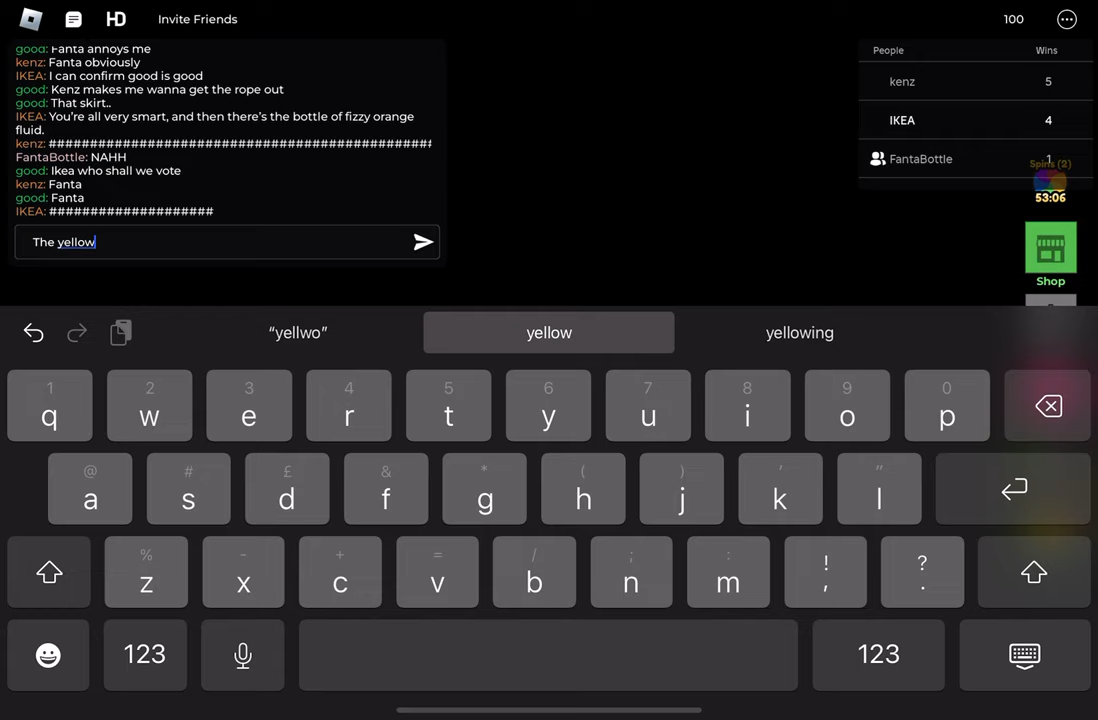 HD
Invite Friends
100
good: Fanta annoys me
kenz: Fanta obviously
IKEA: I can confirm good is good
good: Kenz makes me wanna get the rope out
good: That skirt..
IKEA: You're all very smart, and then there's the bottle of fizzy orange
fluid.
kenz: ##################################################
FantaBottle: NAHH
good: Ikea who shall we vote
kenz: Fanta
good: Fanta
IKEA: ####################
The yellow
People Wins
kenz 5
IKEA 4
FantaBottle 1
Spins (2)
53:06
Shop
“yellwo” yellow yellowing
1 2 3 4 5 6 7 8 9 0
q w e r t y u i o p
@ # £ & * ( ) ' "
a s d f g h j k l
% - + = / ; : ! ?
z x c v b n m , .
123 123